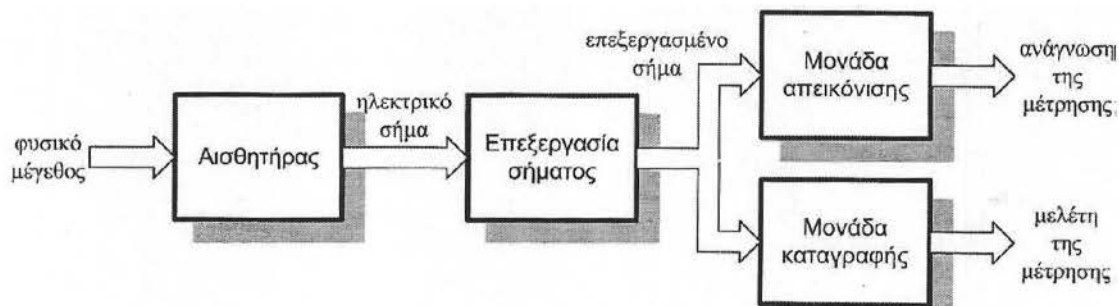 φυσικό
μέγεθος
Αισθητήρας
ηλεκτρικό
σήμα
Επεξεργασία
σήματος
επεξεργασμένο
σήμα
Μονάδα
απεικόνισης
ανάγνωση
της
μέτρησης
Μονάδα
καταγραφής
μελέτη
της
μέτρησης